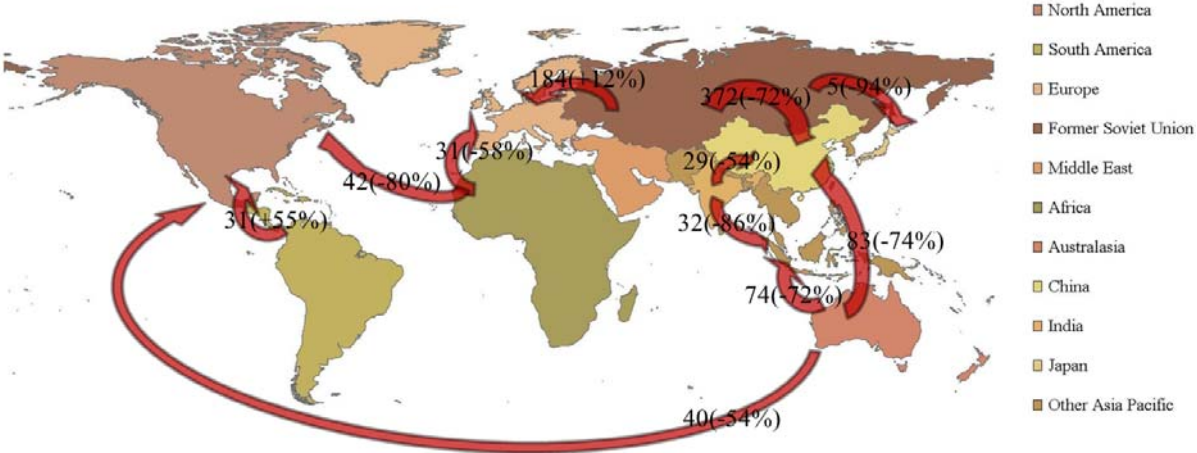 184(+12%)
372(-72%)
5(-94%)
31(-58%)
29(-54%)
42(-80%)
31(+55%)
32(-86%)
83(-74%)
74(-72%)
40(-54%)
North America
South America
Europe
Former Soviet Union
Middle East
Africa
Australasia
China
India
Japan
Other Asia Pacific